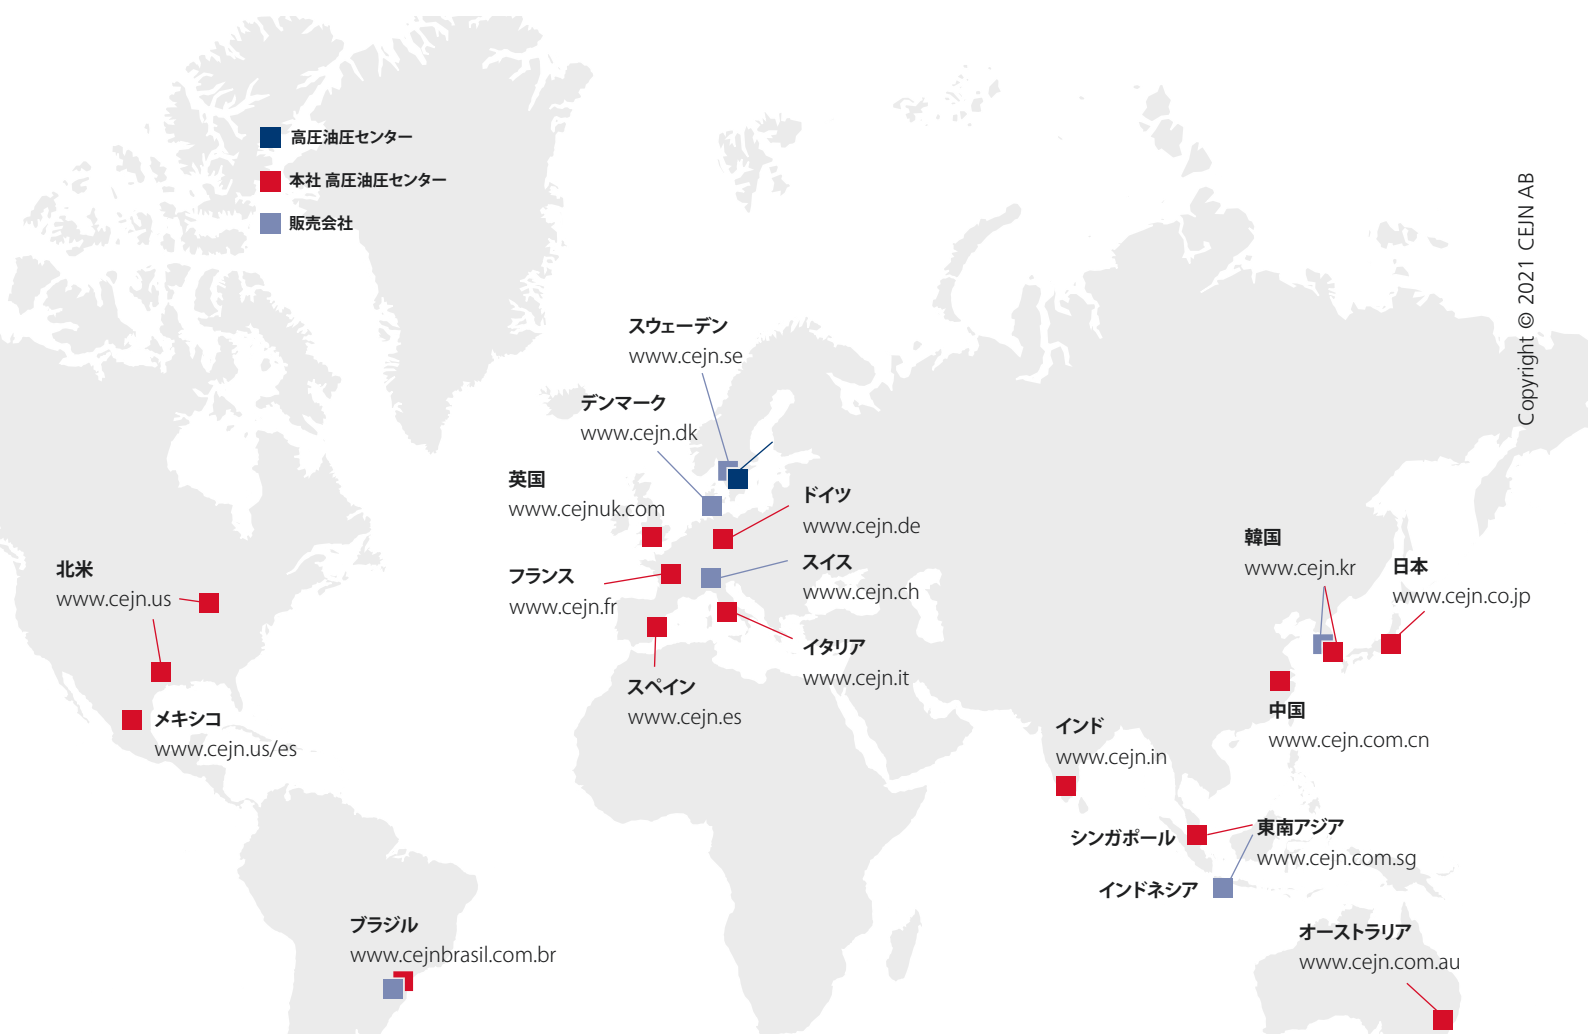 高圧油圧センター
本社 高圧油圧センター
販売会社
Copyright © 2021 CEJN AB
スウェーデン
www.cejn.se
デンマーク
www.cejn.dk
英国
www.cejnuk.com
ドイツ
www.cejn.de
フランス
www.cejn.fr
スイス
www.cejn.ch
イタリア
www.cejn.it
スペイン
www.cejn.es
北米
www.cejn.us
メキシコ
www.cejn.us/es
ブラジル
www.cejnbrasil.com.br
韓国
www.cejn.kr
日本
www.cejn.co.jp
中国
www.cejn.com.cn
インド
www.cejn.in
シンガポール
東南アジア
www.cejn.com.sg
インドネシア
オーストラリア
www.cejn.com.au